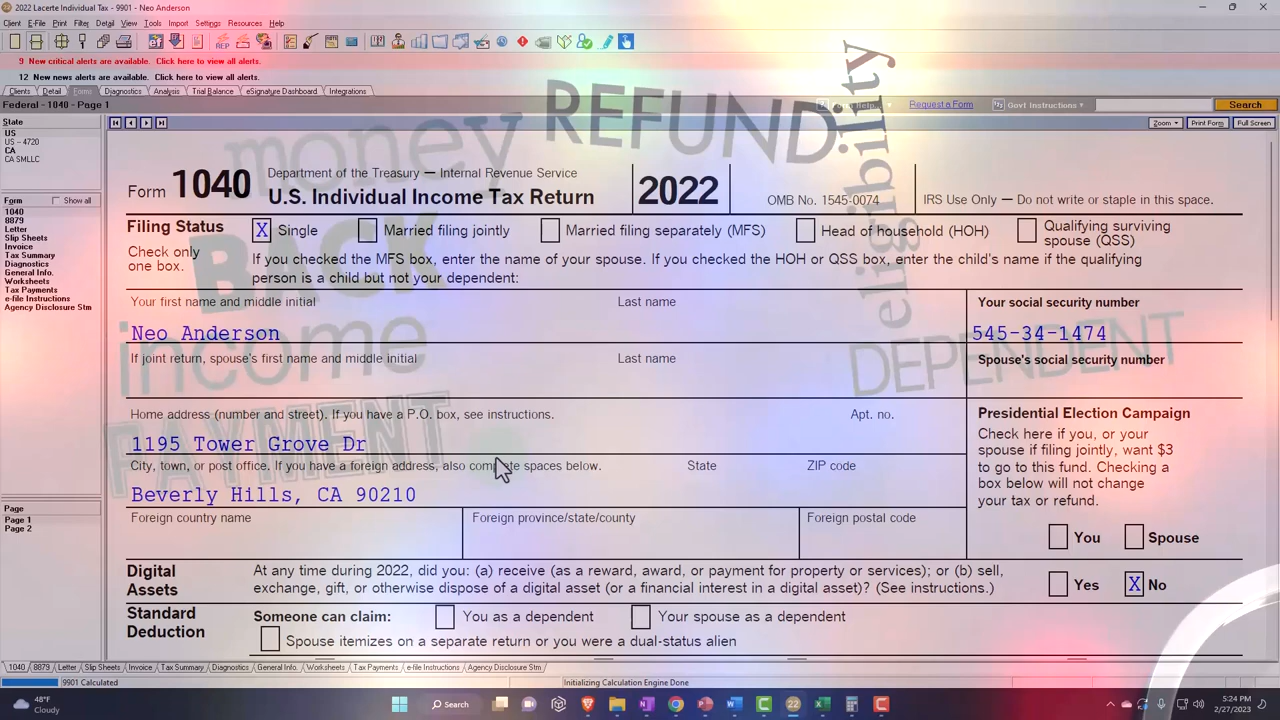 2022 Lacerte Individual Tax - 9901 - Neo Anderson
Client E-File Print Filter Detail View Tools Import Settings Resources Help
9 New critical alerts are available. Click here to view all alerts.
12 New news alerts are available. Click here to view all alerts.
Clients Detail Forms Diagnostics Analysis Trial Balance eSignature Dashboard Integrations
Federal - 1040 - Page 1
Form Help... Request a Form Govt Instructions Search
Zoom Print Form Full Screen
State
US
US - 4720
CA
CA SMLLC
Form Show all
1040
8879
Letter
Slip Sheets
Invoice
Tax Summary
Diagnostics
General Info.
Worksheets
Tax Payments
e-file Instructions
Agency Disclosure Stm
Page
Page 1
Page 2
money
BACK
REFUND
eligibility
income
PAYMENT
DEPENDENT
Form 1040 Department of the Treasury — Internal Revenue Service
U.S. Individual Income Tax Return 2022 OMB No. 1545-0074 IRS Use Only — Do not write or staple in this space.
Filing Status X Single Married filing jointly Married filing separately (MFS) Head of household (HOH) Qualifying surviving spouse (QSS)
Check only one box.
If you checked the MFS box, enter the name of your spouse. If you checked the HOH or QSS box, enter the child's name if the qualifying
person is a child but not your dependent:
Your first name and middle initial Last name Your social security number
Neo Anderson 545-34-1474
If joint return, spouse's first name and middle initial Last name Spouse's social security number
Home address (number and street). If you have a P.O. box, see instructions. Apt. no.
1195 Tower Grove Dr
City, town, or post office. If you have a foreign address, also complete spaces below. State ZIP code
Beverly Hills, CA 90210
Foreign country name Foreign province/state/county Foreign postal code
Presidential Election Campaign
Check here if you, or your
spouse if filing jointly, want $3
to go to this fund. Checking a
box below will not change
your tax or refund.
You Spouse
Digital Assets
At any time during 2022, did you: (a) receive (as a reward, award, or payment for property or services); or (b) sell,
exchange, gift, or otherwise dispose of a digital asset (or a financial interest in a digital asset)? (See instructions.) Yes X No
Standard Deduction
Someone can claim: You as a dependent Your spouse as a dependent
Spouse itemizes on a separate return or you were a dual-status alien
1040 8879 Letter Slip Sheets Invoice Tax Summary Diagnostics General Info. Worksheets Tax Payments e-file Instructions Agency Disclosure Stm
9901 Calculated Initializing Calculation Engine Done
48°F
Cloudy
Search
5:24 PM
2/27/2023